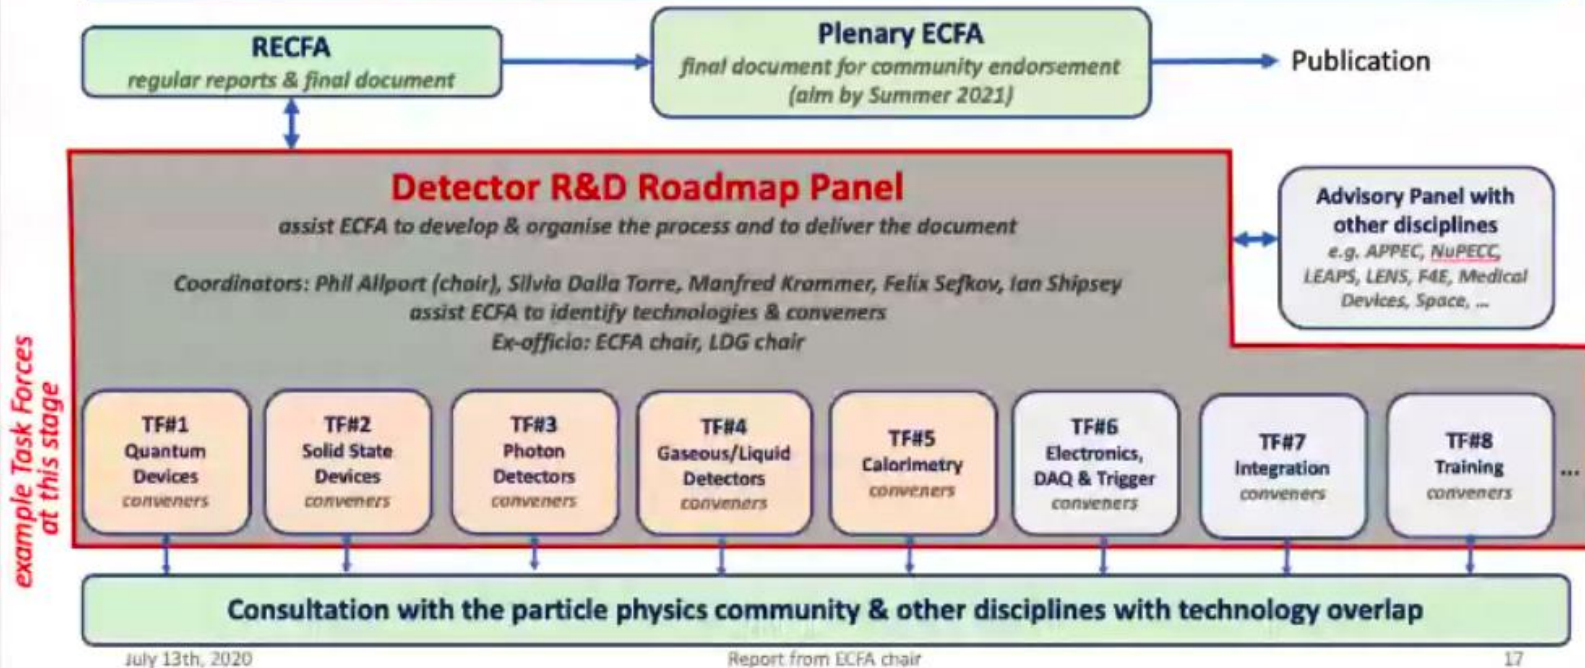 RECFA
regular reports & final document
Plenary ECFA
final document for community endorsement
(aim by Summer 2021)
Publication
Detector R&D Roadmap Panel
assist ECFA to develop & organise the process and to deliver the document
Coordinators: Phil Allport (chair), Silvia Dalla Torre, Manfred Krammer, Felix Sefkov, Ian Shipsey
assist ECFA to identify technologies & conveners
Ex-officio: ECFA chair, LDG chair
Advisory Panel with
other disciplines
e.g. APPEC, NuPECC,
LEAPS, LENS, F4E, Medical
Devices, Space, ...
example Task Forces
at this stage
TF#1
Quantum
Devices
conveners
TF#2
Solid State
Devices
conveners
TF#3
Photon
Detectors
conveners
TF#4
Gaseous/Liquid
Detectors
conveners
TF#5
Calorimetry
conveners
TF#6
Electronics,
DAQ & Trigger
conveners
TF#7
Integration
conveners
TF#8
Training
conveners
...
Consultation with the particle physics community & other disciplines with technology overlap
July 13th, 2020
Report from ECFA chair
17